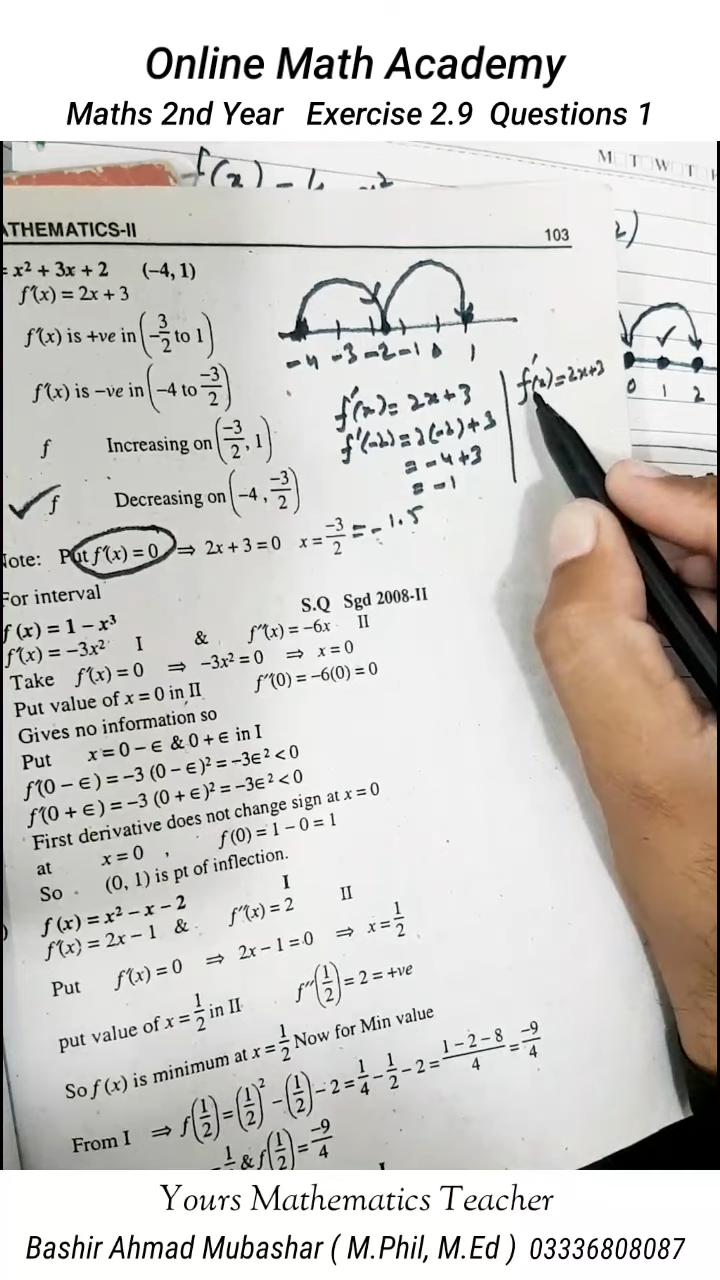 Online Math Academy
Maths 2nd Year Exercise 2.9 Questions 1
M T W T
f(x) =
ATHEMATICS-II 103
= x² + 3x + 2 (-4, 1)
f'(x) = 2x + 3
f'(x) is +ve in (-3/2 to 1)
f'(x) is -ve in (-4 to -3/2)
f Increasing on (-3/2, 1)
f Decreasing on (-4, -3/2)
Note: Put f'(x) = 0 ⇒ 2x + 3 = 0 x = -3/2 = -1.5
-4 -3 -2 -1 0 1
f'(x) = 2x + 3
f'(-2) = 2(-2) + 3
= -4 + 3
= -1
f'(x) = 2x+3
2)
0 1 2
For interval
S.Q Sgd 2008-II
f (x) = 1 − x³
f'(x) = −3x² I & f''(x) = −6x II
Take f'(x) = 0 ⇒ −3x² = 0 ⇒ x = 0
Put value of x = 0 in II f''(0) = −6(0) = 0
Gives no information so
Put x = 0 − ∈ & 0 + ∈ in I
f'(0 − ∈) = −3 (0 − ∈)² = −3∈² < 0
f'(0 + ∈) = −3 (0 + ∈)² = −3∈² < 0
First derivative does not change sign at x = 0
at x = 0 , f(0) = 1 − 0 = 1
So (0, 1) is pt of inflection.
f (x) = x² − x − 2 I
f'(x) = 2x − 1 & f''(x) = 2 II
Put f'(x) = 0 ⇒ 2x − 1 = 0 ⇒ x = 1/2
put value of x = 1/2 in II f''(1/2) = 2 = +ve
So f (x) is minimum at x = 1/2 Now for Min value
From I ⇒ f(1/2) = (1/2)² − (1/2) − 2 = 1/4 − 1/2 − 2 = 1 − 2 − 8/4 = -9/4
& f(1/2) = -9/4
Yours Mathematics Teacher
Bashir Ahmad Mubashar ( M.Phil, M.Ed ) 03336808087